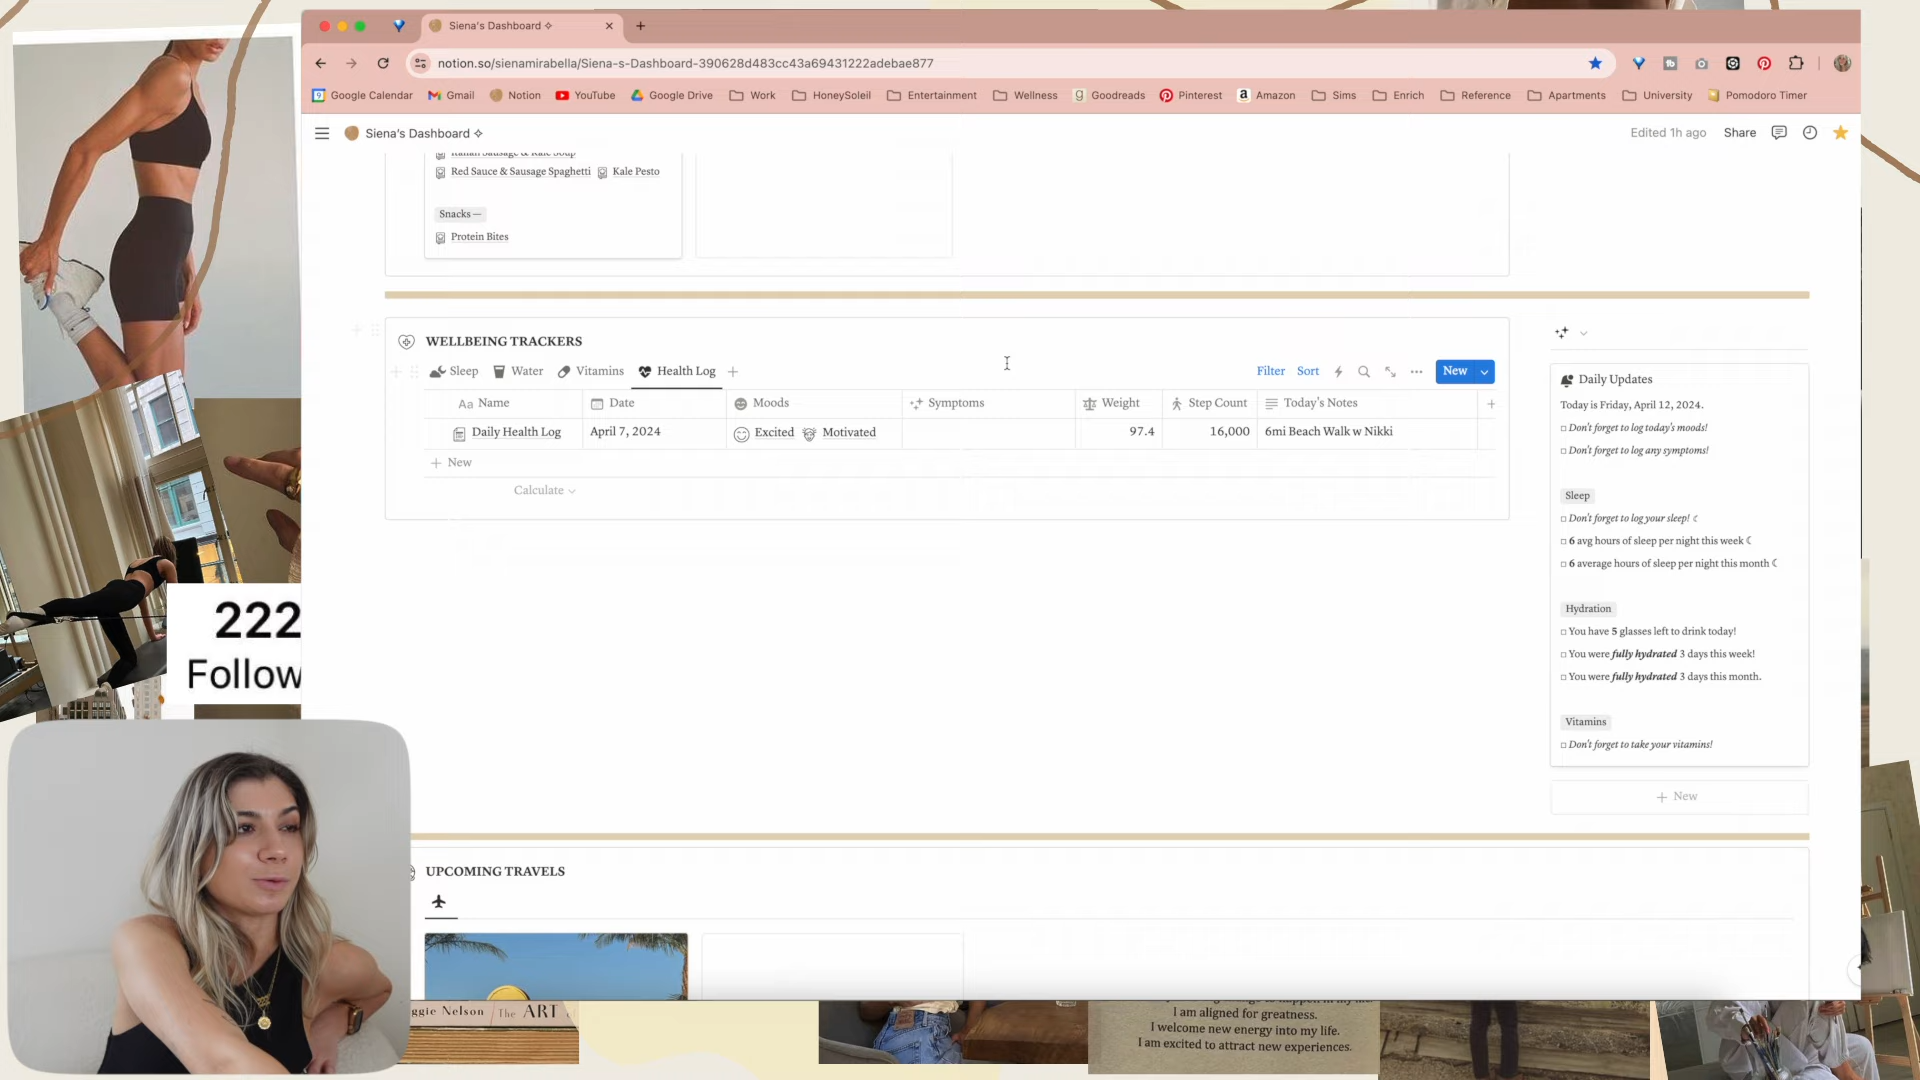 Siena's Dashboard ✧
notion.so/sienamirabella/Siena-s-Dashboard-390628d483cc43a69431222adebae877
Google Calendar Gmail Notion YouTube Google Drive Work HoneySoleil Entertainment Wellness Goodreads Pinterest Amazon Sims Enrich Reference Apartments University Pomodoro Timer
Siena's Dashboard ✧ Edited 1h ago Share
Italian Sausage & Kale Soup
Red Sauce & Sausage Spaghetti Kale Pesto
Snacks —
Protein Bites
WELLBEING TRACKERS
Sleep Water Vitamins Health Log Filter Sort New
Aa Name Date Moods Symptoms Weight Step Count Today's Notes
Daily Health Log April 7, 2024 Excited Motivated 97.4 16,000 6mi Beach Walk w Nikki
+ New
Calculate
Daily Updates
Today is Friday, April 12, 2024.
□ Don't forget to log today's moods!
□ Don't forget to log any symptoms!
Sleep
□ Don't forget to log your sleep! ☾
□ 6 avg hours of sleep per night this week ☾
□ 6 average hours of sleep per night this month ☾
Hydration
□ You have 5 glasses left to drink today!
□ You were fully hydrated 3 days this week!
□ You were fully hydrated 3 days this month.
Vitamins
□ Don't forget to take your vitamins!
+ New
UPCOMING TRAVELS
222
Follow
ggie Nelson The ART
I am aligned for greatness.
I welcome new energy into my life.
I am excited to attract new experiences.